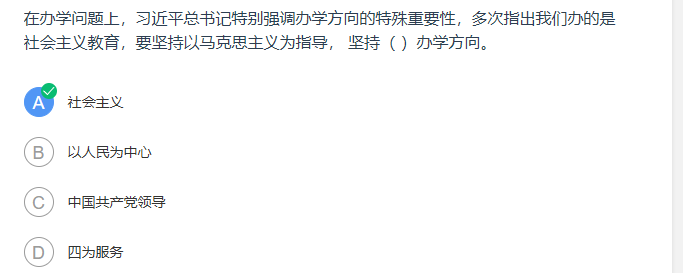 在办学问题上，习近平总书记特别强调办学方向的特殊重要性，多次指出我们办的是
社会主义教育，要坚持以马克思主义为指导， 坚持（ ）办学方向。
A 社会主义
B 以人民为中心
C 中国共产党领导
D 四为服务